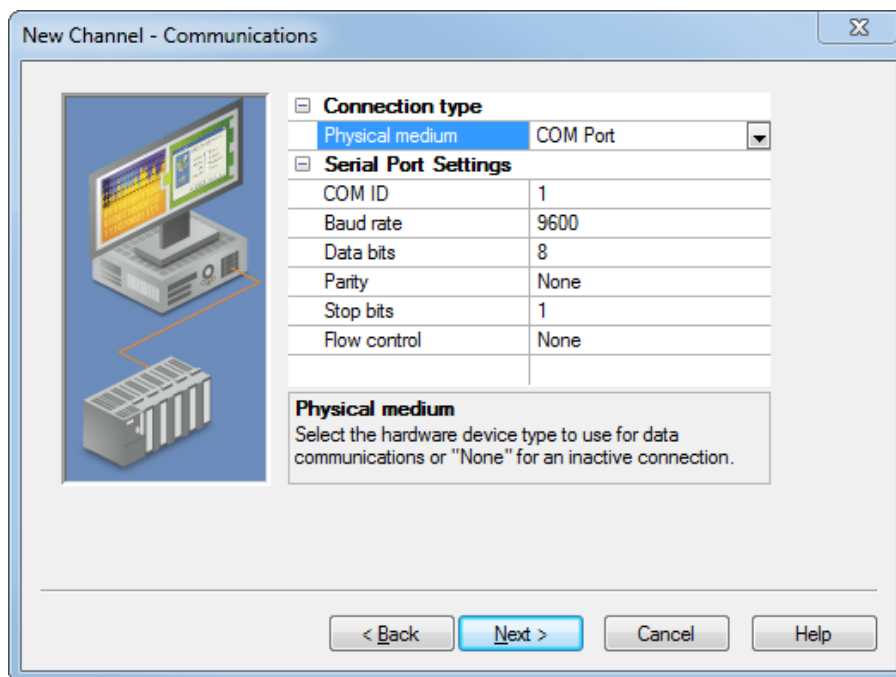 New Channel - Communications
Connection type
Physical medium COM Port
Serial Port Settings
COM ID 1
Baud rate 9600
Data bits 8
Parity None
Stop bits 1
Flow control None
Physical medium
Select the hardware device type to use for data
communications or "None" for an inactive connection.
< Back Next > Cancel Help